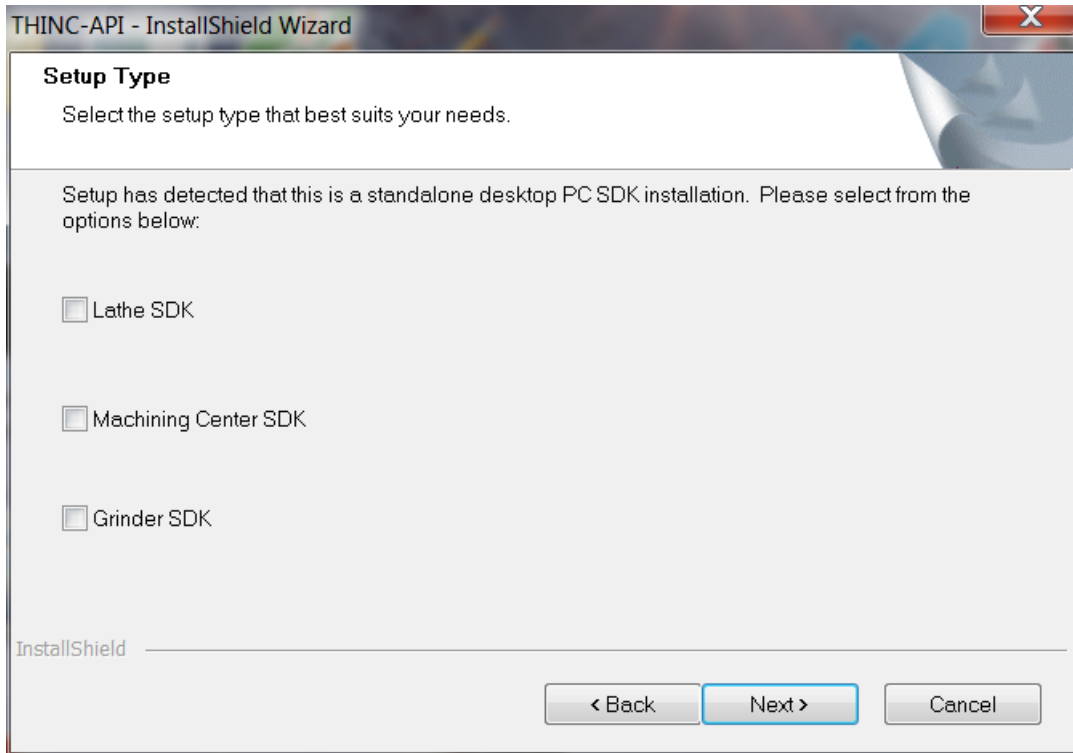 THINC-API - InstallShield Wizard
Setup Type
Select the setup type that best suits your needs.
Setup has detected that this is a standalone desktop PC SDK installation. Please select from the
options below:
Lathe SDK
Machining Center SDK
Grinder SDK
InstallShield
< Back Next > Cancel